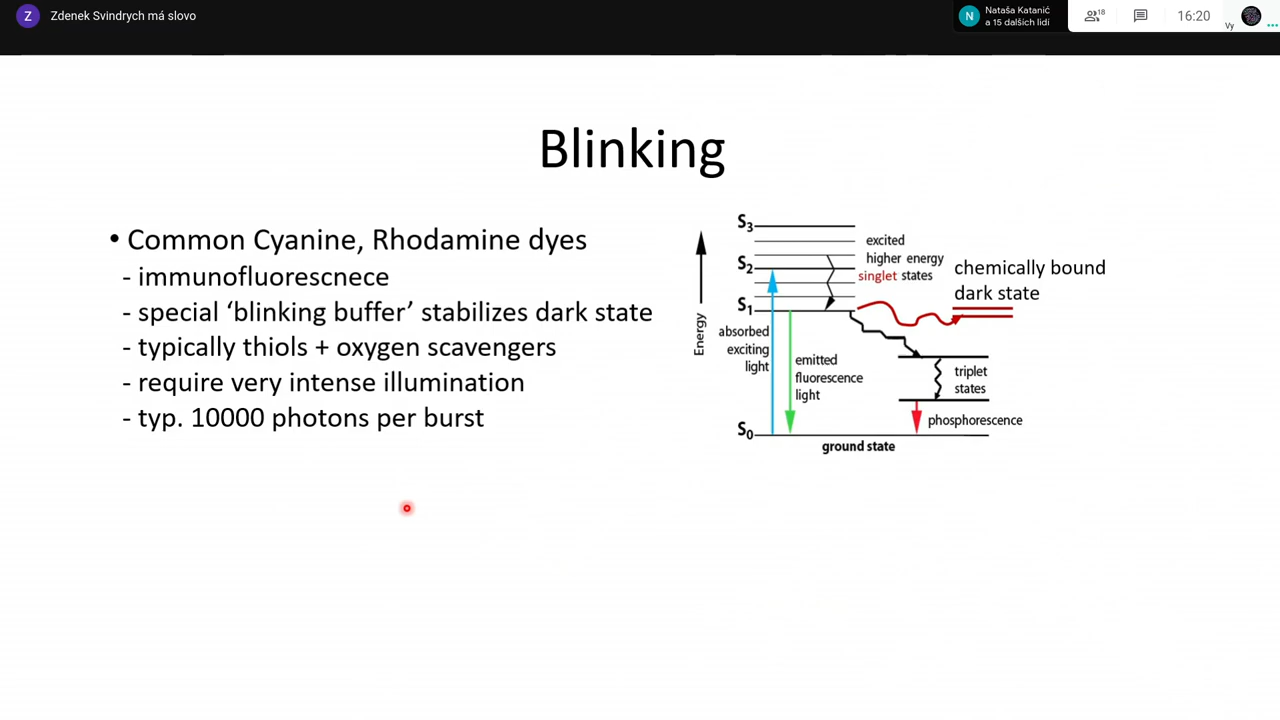 Z
Zdenek Svindrych má slovo
N
Nataša Katanić
a 15 dalších lidí
18
16:20
Vy
Blinking
• Common Cyanine, Rhodamine dyes
- immunofluorescnece
- special ‘blinking buffer’ stabilizes dark state
- typically thiols + oxygen scavengers
- require very intense illumination
- typ. 10000 photons per burst
Energy
S3
S2
S1
S0
excited
higher energy
singlet states
chemically bound
dark state
absorbed
exciting
light
emitted
fluorescence
light
triplet
states
phosphorescence
ground state